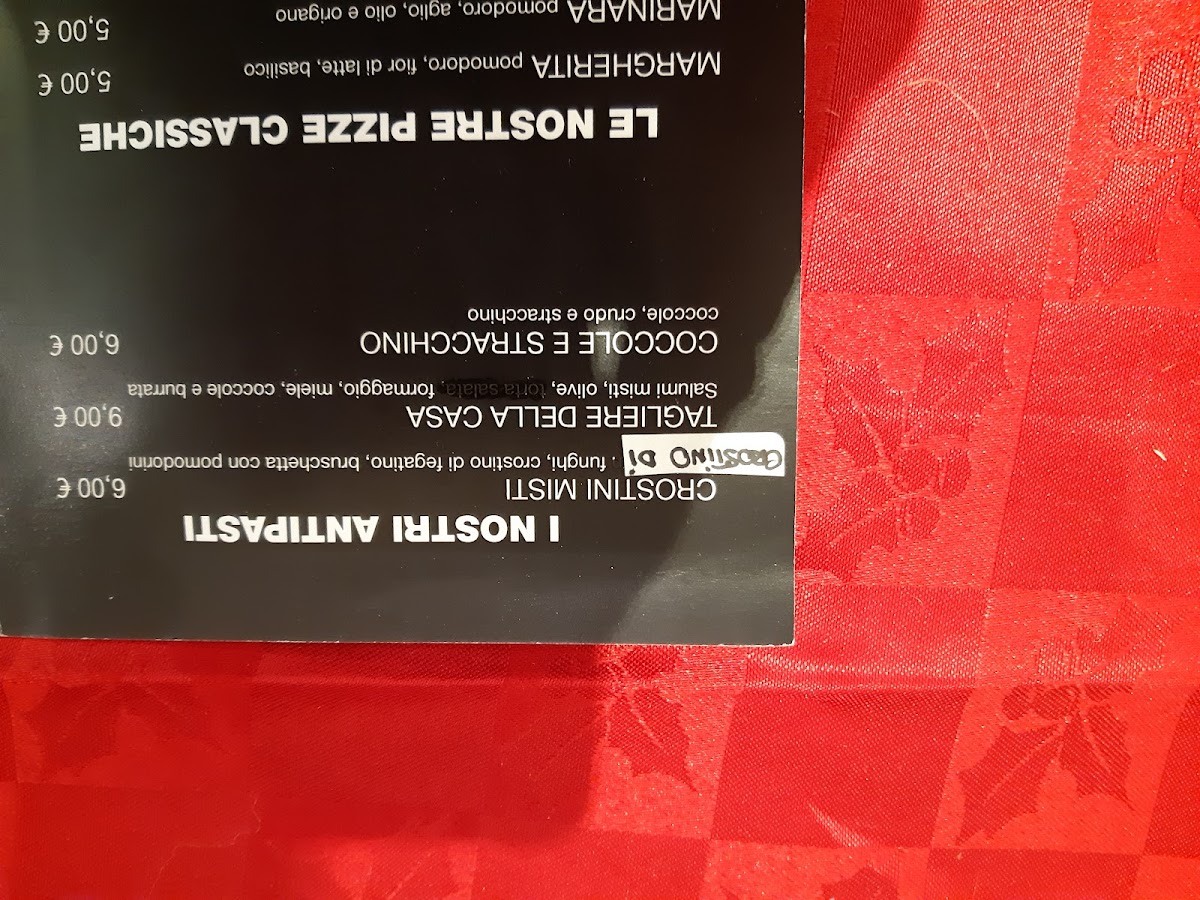 I NOSTRI ANTIPASTI
CROSTINI MISTI 6,00 €
CROSTINO DI . funghi, crostino di fegatino, bruschetta con pomodorini
TAGLIERE DELLA CASA 9,00 €
Salumi misti, olive, torta salata, formaggio, miele, coccole e burrata
COCCOLE E STRACCHINO 6,00 €
coccole, crudo e stracchino
LE NOSTRE PIZZE CLASSICHE
MARGHERITA pomodoro, fior di latte, basilico 5,00 €
MARINARA pomodoro, aglio, olio e origano 5,00 €